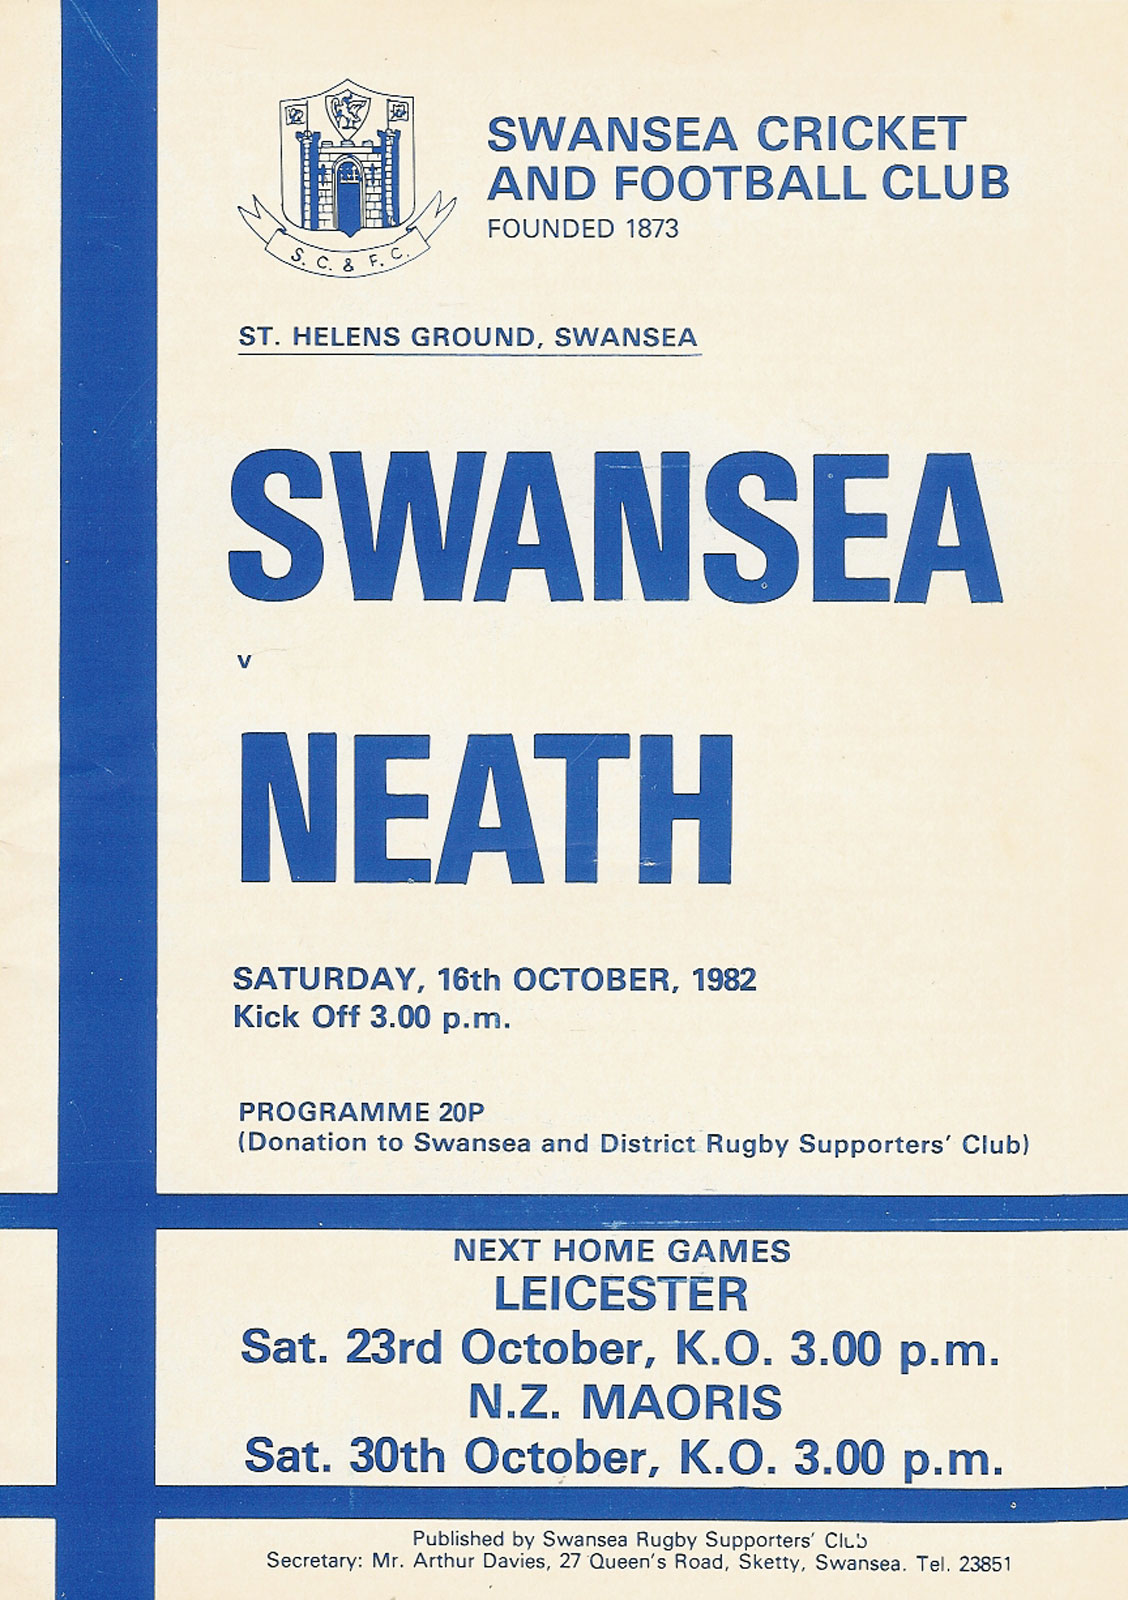 S. C. & F. C.
SWANSEA CRICKET
AND FOOTBALL CLUB
FOUNDED 1873
ST. HELENS GROUND, SWANSEA
SWANSEA
v
NEATH
SATURDAY, 16th OCTOBER, 1982
Kick Off 3.00 p.m.
PROGRAMME 20P
(Donation to Swansea and District Rugby Supporters' Club)
NEXT HOME GAMES
LEICESTER
Sat. 23rd October, K.O. 3.00 p.m.
N.Z. MAORIS
Sat. 30th October, K.O. 3.00 p.m.
Published by Swansea Rugby Supporters' Club
Secretary: Mr. Arthur Davies, 27 Queen's Road, Sketty, Swansea. Tel. 23851